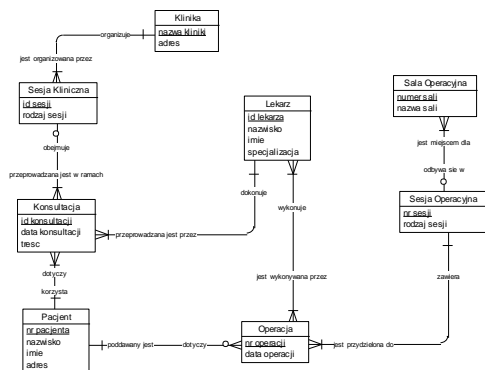 Klinika
nazwa kliniki
adres
organizuje
jest organizowana przez
Sesja Kliniczna
id sesji
rodzaj sesji
obejmuje
przeprowadzana jest w ramach
Lekarz
id lekarza
nazwisko
imie
specjalizacja
dokonuje
wykonuje
Sala Operacyjna
numer sali
nazwa sali
jest miejscem dla
odbywa sie w
Konsultacja
id konsultacji
data konsultacji
tresc
przeprowadzana jest przez
Sesja Operacyjna
nr sesji
rodzaj sesji
dotyczy
korzysta
jest wykonywana przez
zawiera
Pacjent
nr pacjenta
nazwisko
imie
adres
poddawany jest
dotyczy
Operacja
nr operacji
data operacji
jest przydzielona do